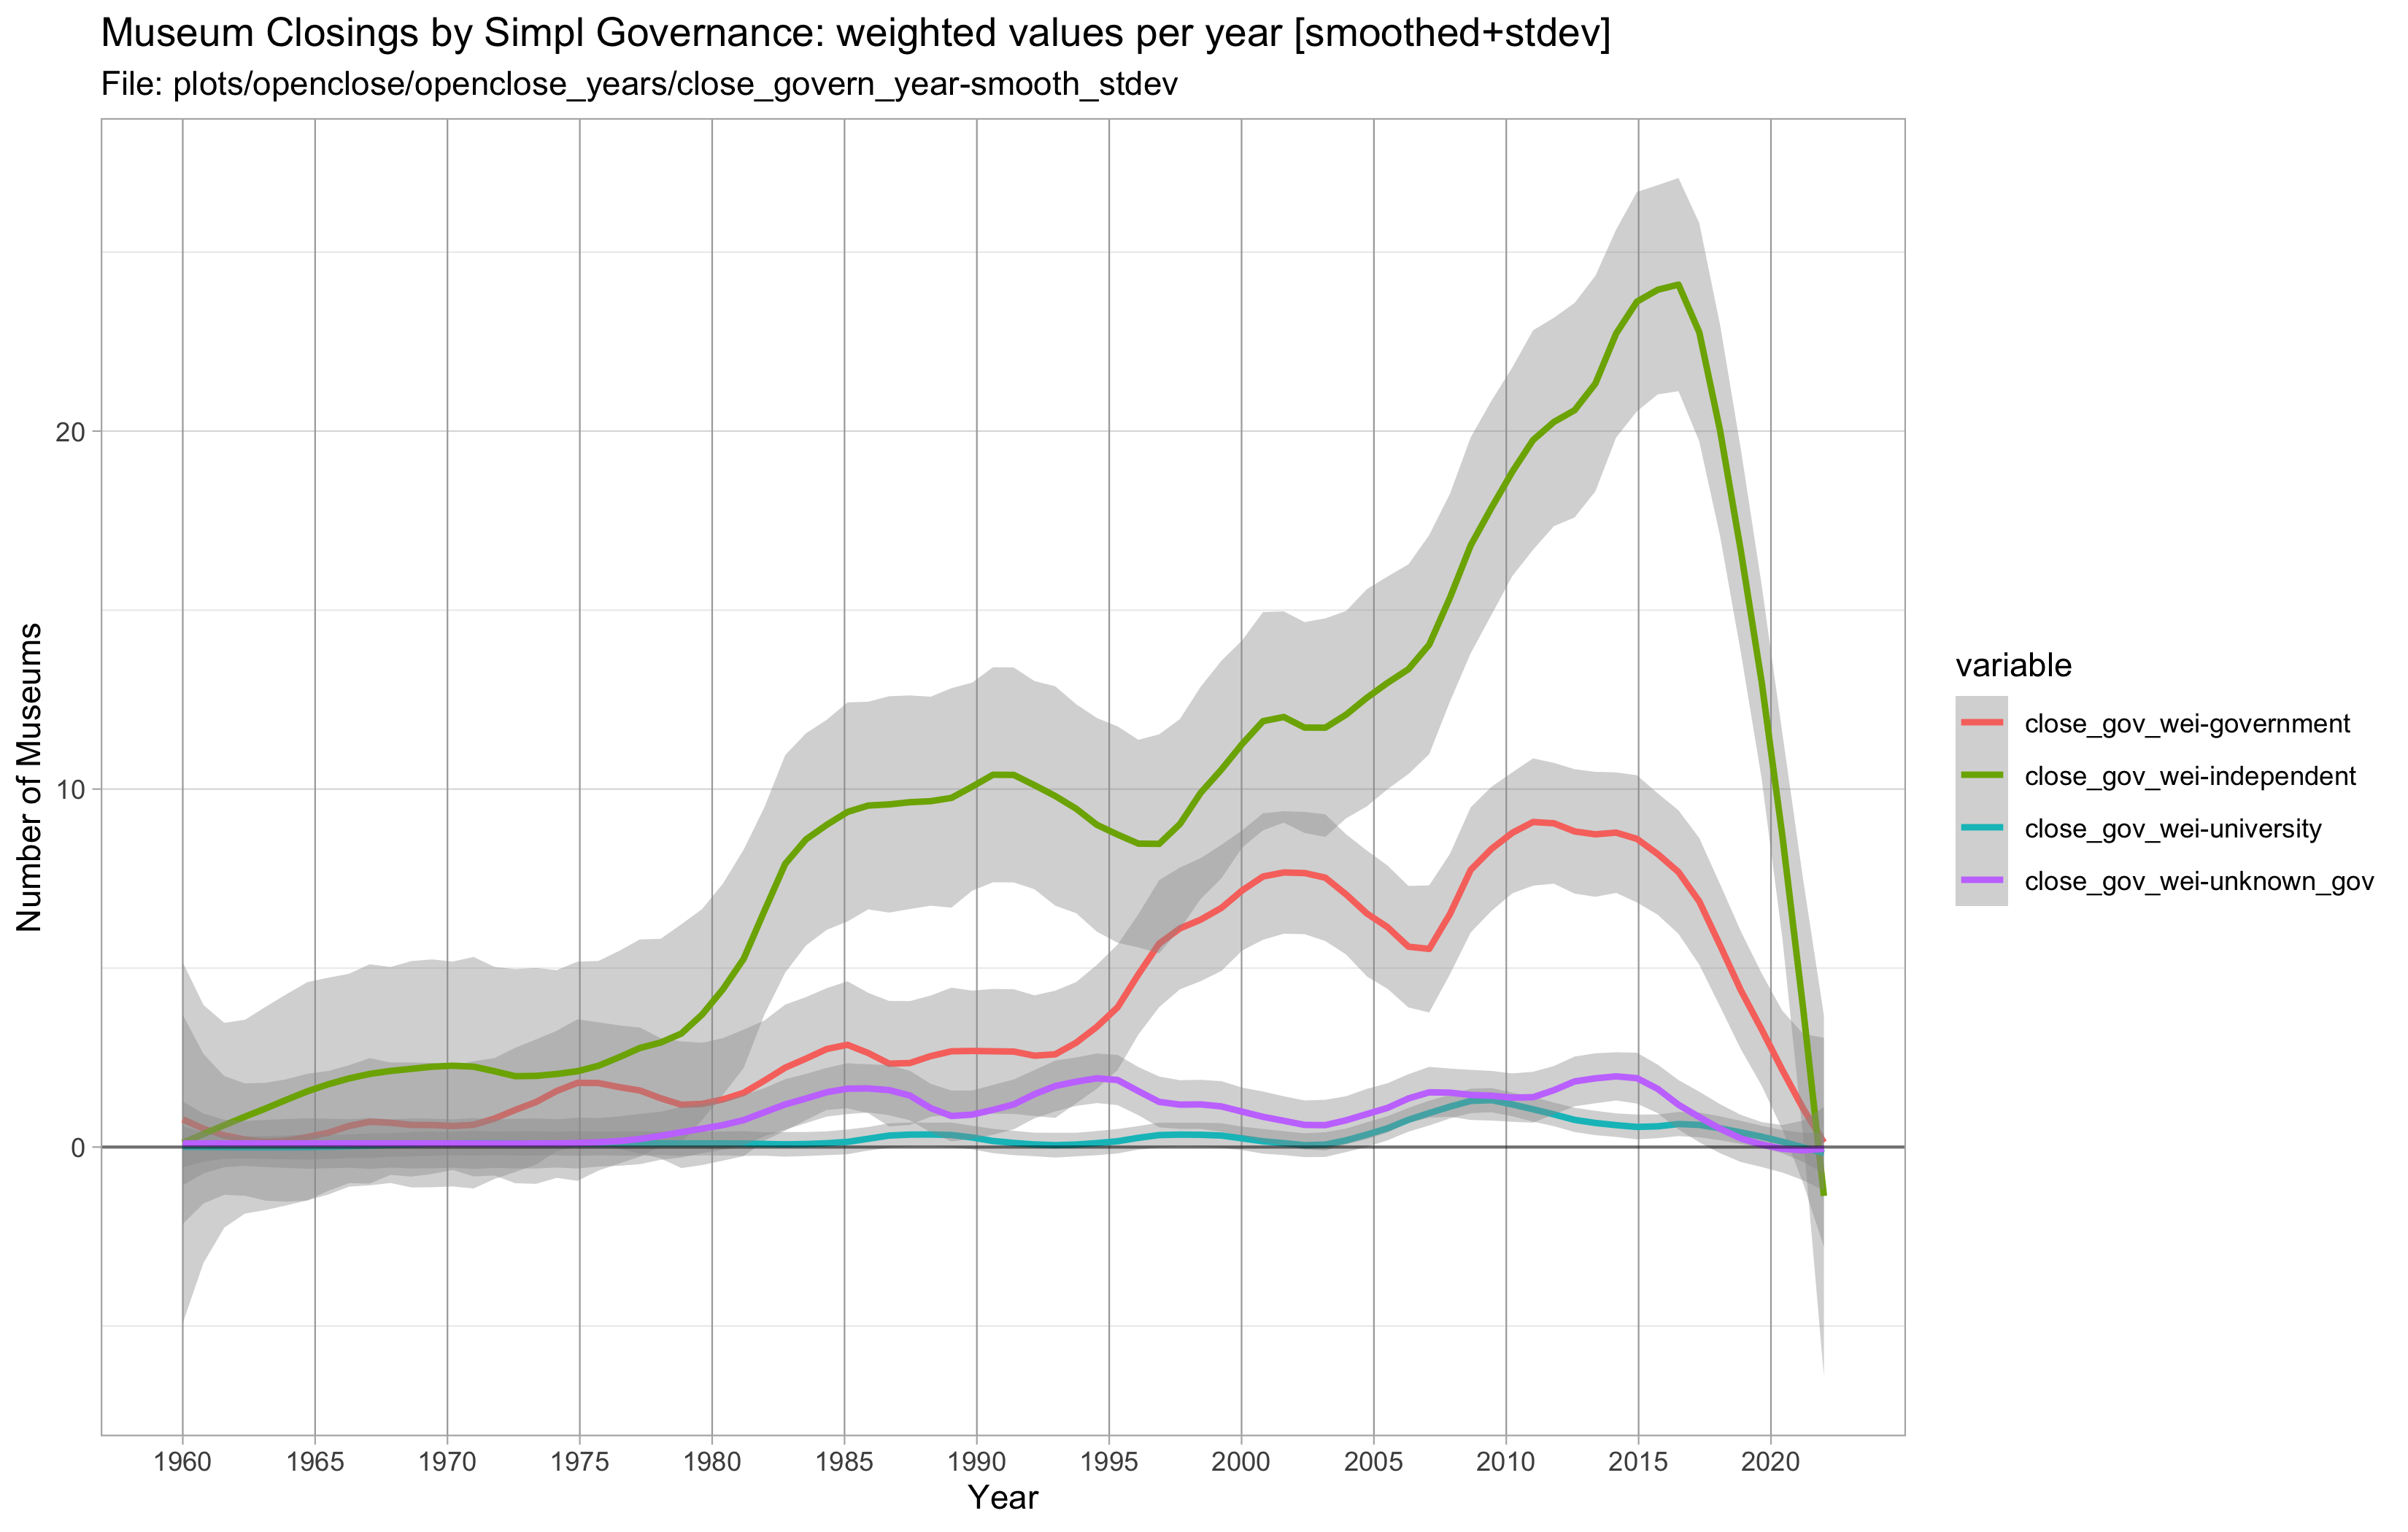 Museum Closings by Simpl Governance: weighted values per year [smoothed+stdev]
File: plots/openclose/openclose_years/close_govern_year-smooth_stdev
Number of Museums
20
10
0
1960 1965 1970 1975 1980 1985 1990 1995 2000 2005 2010 2015 2020
Year
variable
close_gov_wei-government
close_gov_wei-independent
close_gov_wei-university
close_gov_wei-unknown_gov